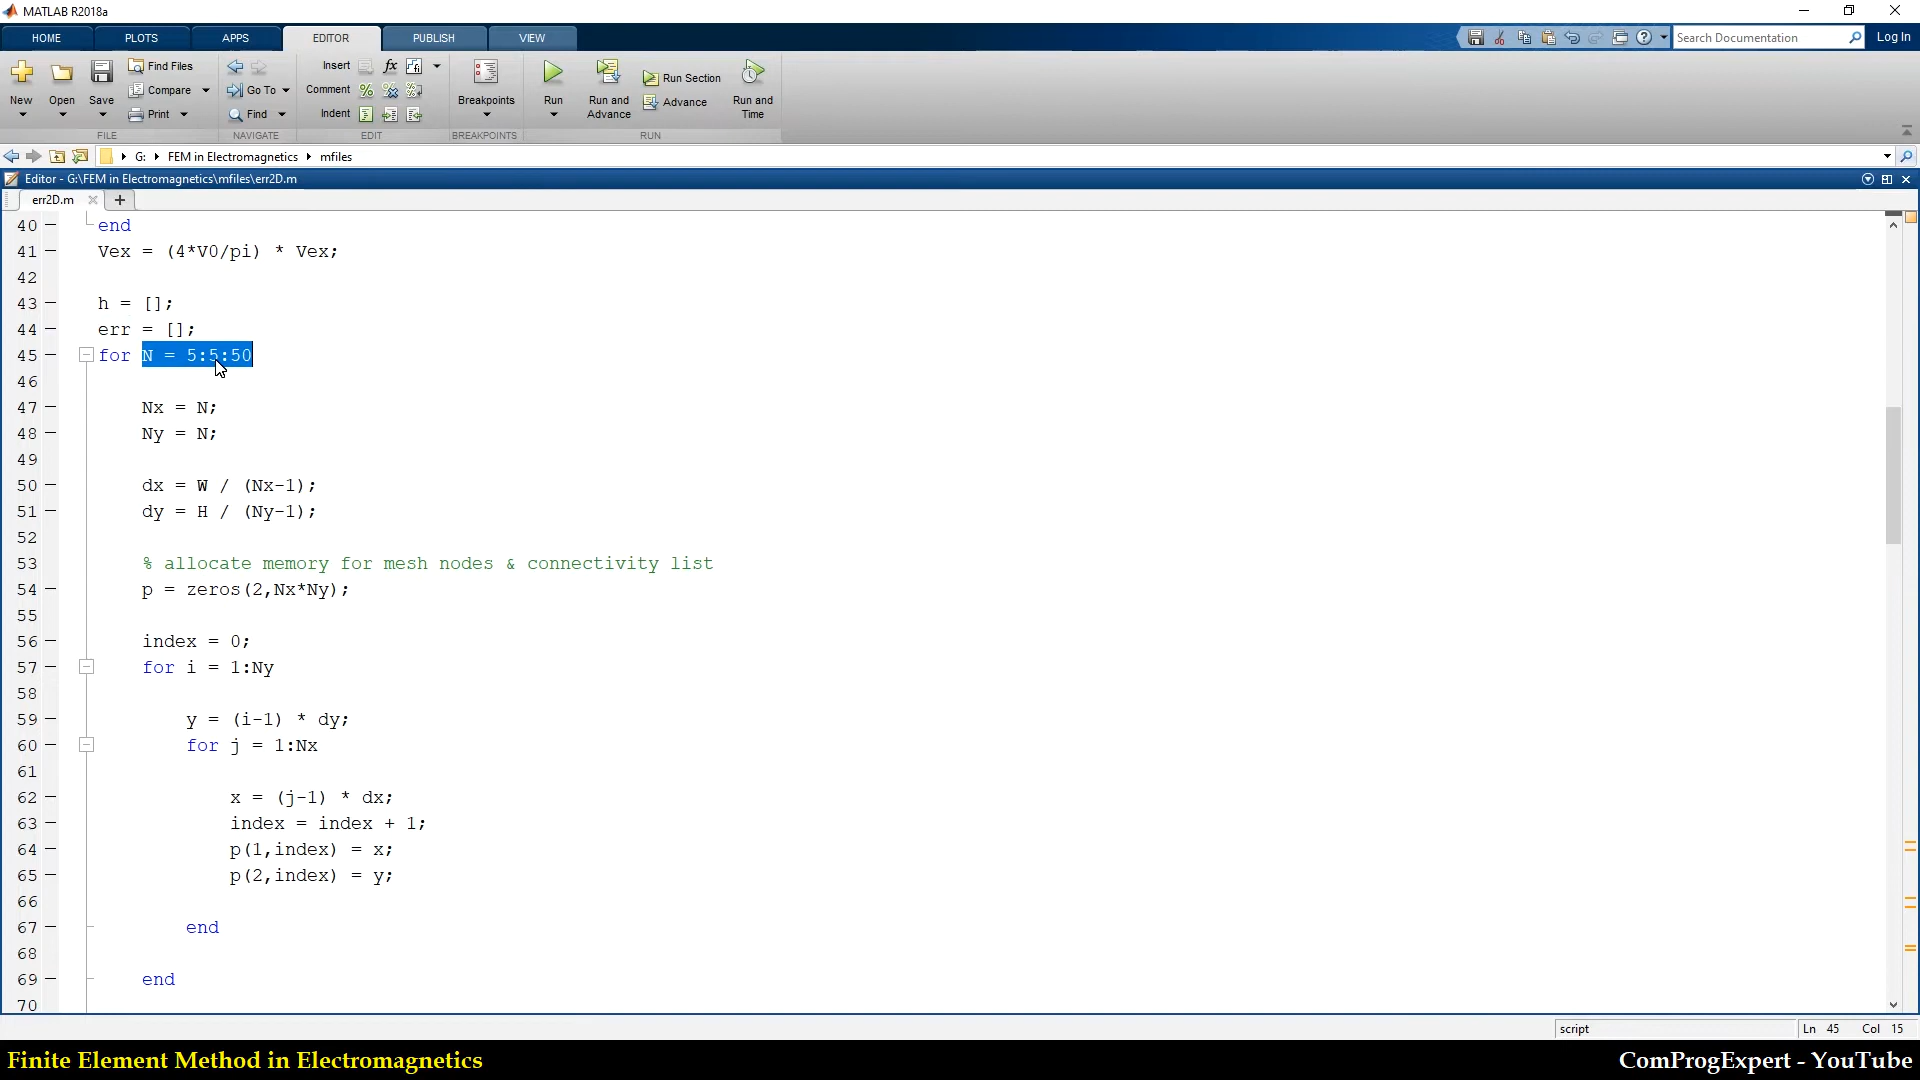 MATLAB R2018a
HOME PLOTS APPS EDITOR PUBLISH VIEW Search Documentation Log In
New Open Save Find Files Compare Print
FILE
Go To Find
NAVIGATE
Insert fx
Comment % 
Indent
EDIT
Breakpoints
BREAKPOINTS
Run Run and Advance Run Section Advance Run and Time
RUN
G: FEM in Electromagnetics mfiles
Editor - G:\FEM in Electromagnetics\mfiles\err2D.m
err2D.m +
40 end
41 Vex = (4*V0/pi) * Vex;
42
43 h = [];
44 err = [];
45 for N = 5:5:50
46
47 Nx = N;
48 Ny = N;
49
50 dx = W / (Nx-1);
51 dy = H / (Ny-1);
52
53 % allocate memory for mesh nodes & connectivity list
54 p = zeros(2,Nx*Ny);
55
56 index = 0;
57 for i = 1:Ny
58
59 y = (i-1) * dy;
60 for j = 1:Nx
61
62 x = (j-1) * dx;
63 index = index + 1;
64 p(1,index) = x;
65 p(2,index) = y;
66
67 end
68
69 end
70
script Ln 45 Col 15
Finite Element Method in Electromagnetics ComProgExpert - YouTube